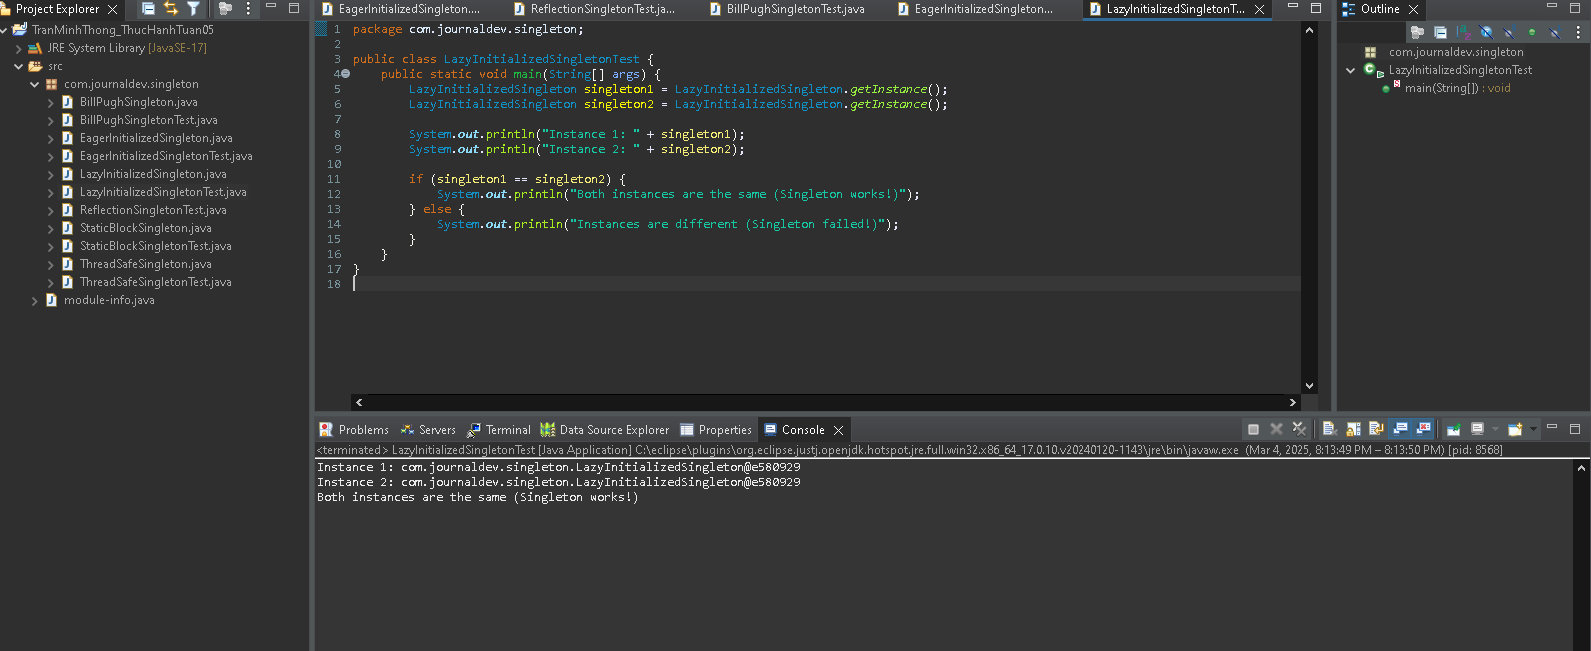 Project Explorer
TranMinhThong_ThucHanhTuan05
JRE System Library [JavaSE-17]
src
com.journaldev.singleton
BillPughSingleton.java
BillPughSingletonTest.java
EagerInitializedSingleton.java
EagerInitializedSingletonTest.java
LazyInitializedSingleton.java
LazyInitializedSingletonTest.java
ReflectionSingletonTest.java
StaticBlockSingleton.java
StaticBlockSingletonTest.java
ThreadSafeSingleton.java
ThreadSafeSingletonTest.java
module-info.java
EagerInitializedSingleton.... ReflectionSingletonTest.ja... BillPughSingletonTest.java EagerInitializedSingleton... LazyInitializedSingletonT...
1 package com.journaldev.singleton;
2
3 public class LazyInitializedSingletonTest {
4 public static void main(String[] args) {
5 LazyInitializedSingleton singleton1 = LazyInitializedSingleton.getInstance();
6 LazyInitializedSingleton singleton2 = LazyInitializedSingleton.getInstance();
7
8 System.out.println("Instance 1: " + singleton1);
9 System.out.println("Instance 2: " + singleton2);
10
11 if (singleton1 == singleton2) {
12 System.out.println("Both instances are the same (Singleton works!)");
13 } else {
14 System.out.println("Instances are different (Singleton failed!)");
15 }
16 }
17 }
18
Outline
com.journaldev.singleton
LazyInitializedSingletonTest
main(String[]) : void
Problems Servers Terminal Data Source Explorer Properties Console
<terminated> LazyInitializedSingletonTest [Java Application] C:\eclipse\plugins\org.eclipse.justj.openjdk.hotspot.jre.full.win32.x86_64_17.0.10.v20240120-1143\jre\bin\javaw.exe (Mar 4, 2025, 8:13:49 PM – 8:13:50 PM) [pid: 8568]
Instance 1: com.journaldev.singleton.LazyInitializedSingleton@e580929
Instance 2: com.journaldev.singleton.LazyInitializedSingleton@e580929
Both instances are the same (Singleton works!)